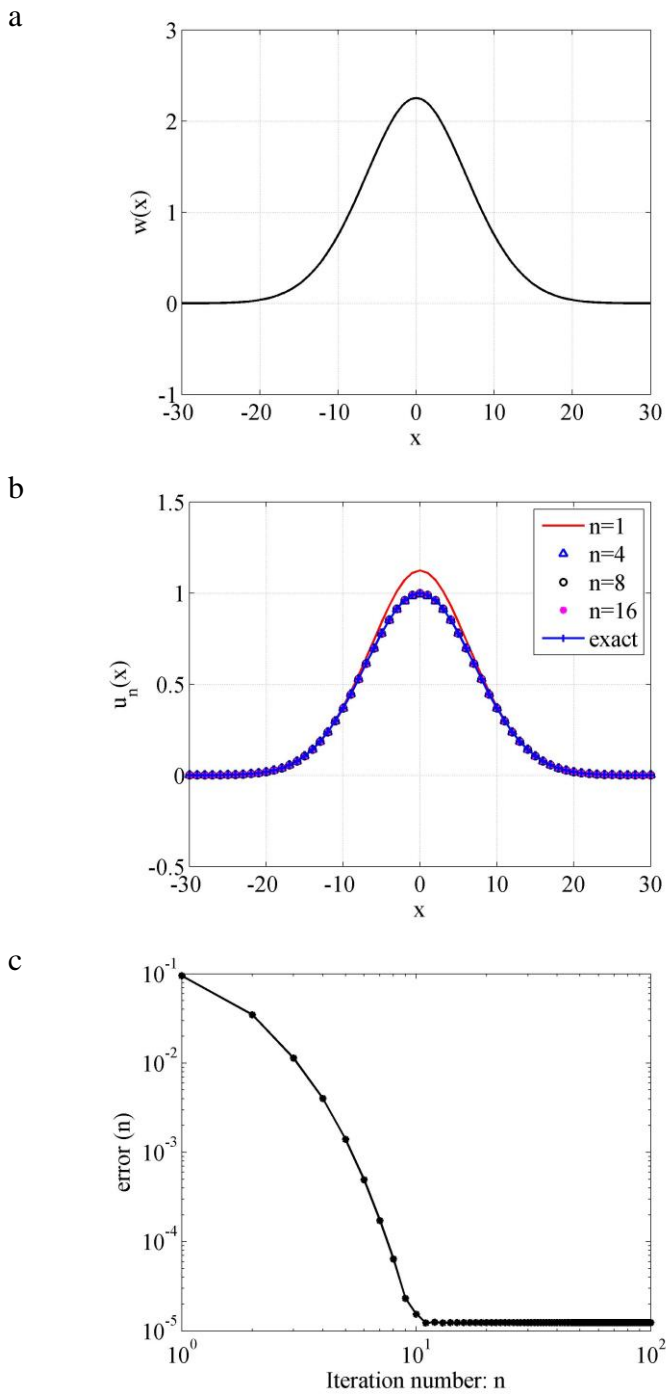 a
3
2
1
0
-1
w(x)
-30 -20 -10 0 10 20 30
x
b
1.5
1
0.5
0
-0.5
u_n(x)
n=1
n=4
n=8
n=16
exact
-30 -20 -10 0 10 20 30
x
c
10^-1
10^-2
10^-3
10^-4
10^-5
error (n)
10^0 10^1 10^2
Iteration number: n